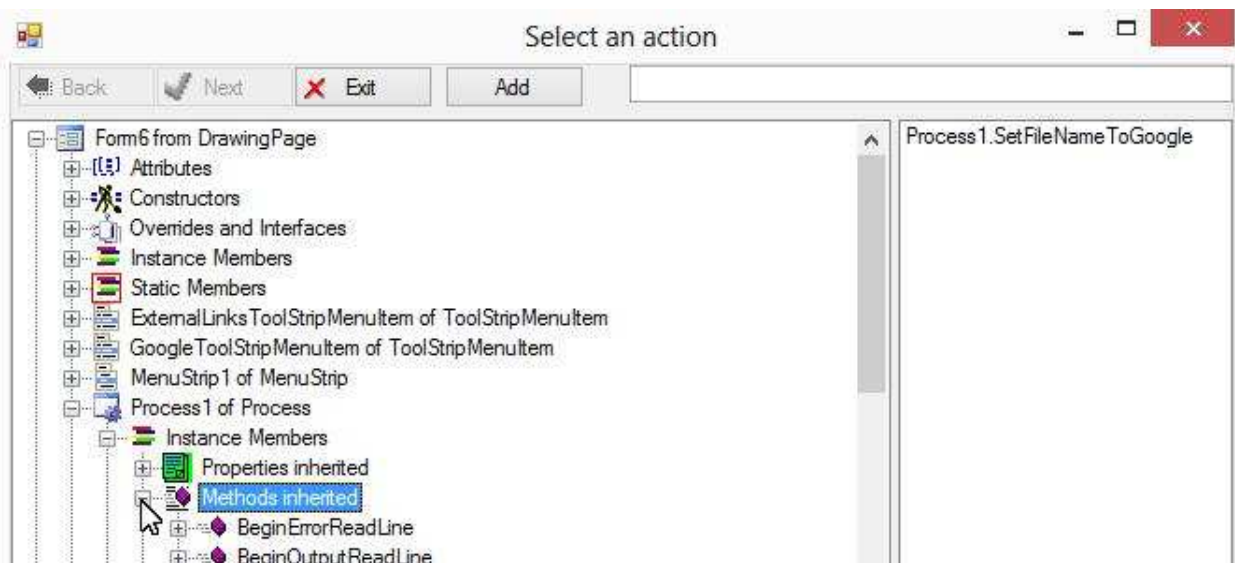 Select an action
Back Next Exit Add
Form6 from DrawingPage
Attributes
Constructors
Overrides and Interfaces
Instance Members
Static Members
ExternalLinksToolStripMenuItem of ToolStripMenuItem
GoogleToolStripMenuItem of ToolStripMenuItem
MenuStrip1 of MenuStrip
Process1 of Process
Instance Members
Properties inherited
Methods inherited
BeginErrorReadLine
BeginOutputReadLine
Process1.SetFileNameToGoogle